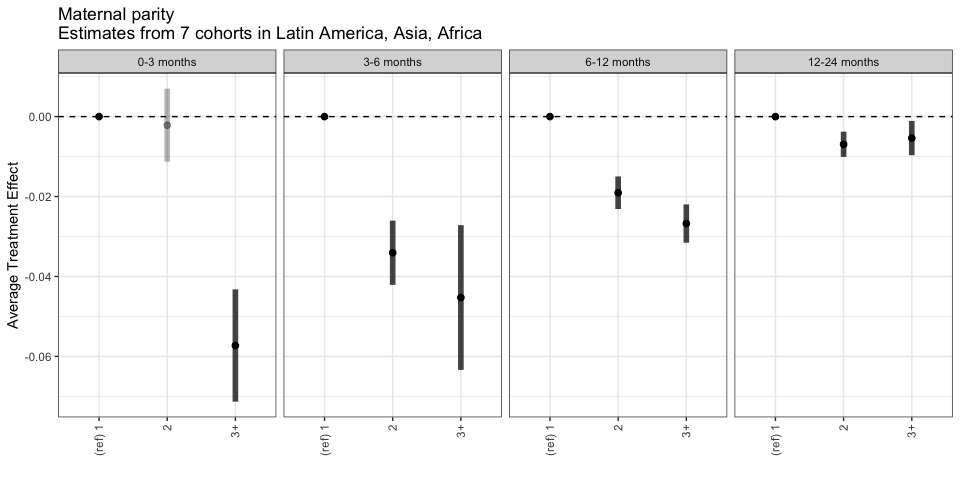 Maternal parity
Estimates from 7 cohorts in Latin America, Asia, Africa
0-3 months
3-6 months
6-12 months
12-24 months
Average Treatment Effect
0.00
-0.02
-0.04
-0.06
(ref) 1
2
3+
(ref) 1
2
3+
(ref) 1
2
3+
(ref) 1
2
3+